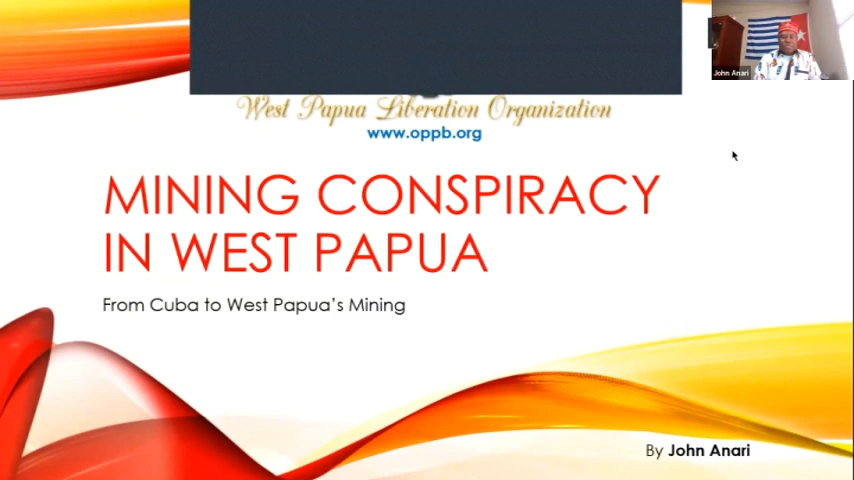 John Anari
West Papua Liberation Organization
www.oppb.org
MINING CONSPIRACY
IN WEST PAPUA
From Cuba to West Papua's Mining
By John Anari